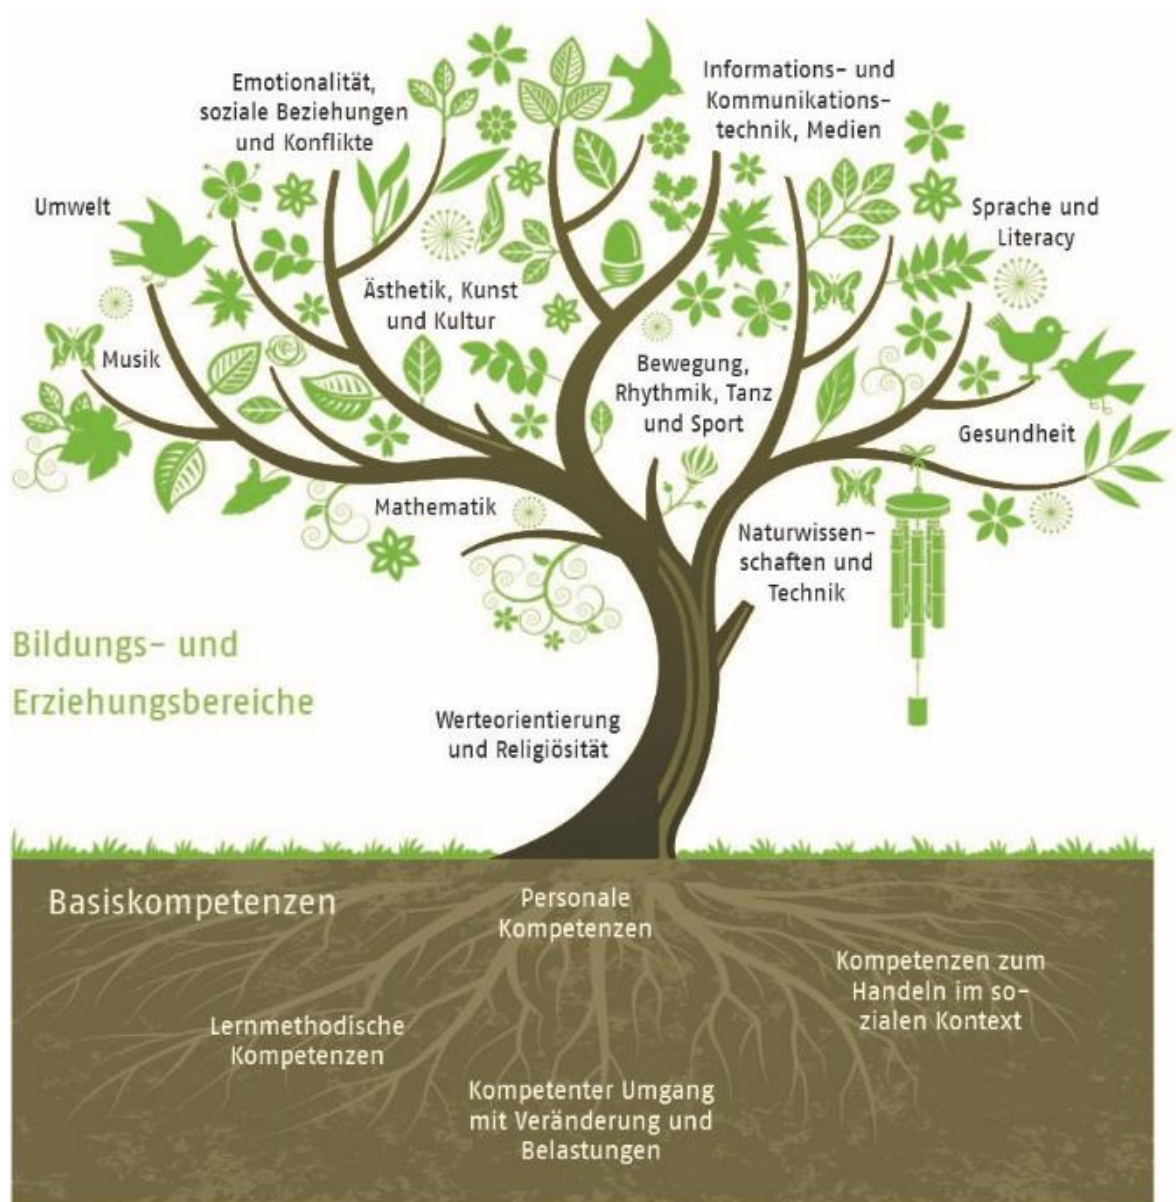 Emotionalität,
soziale Beziehungen
und Konflikte
Informations- und
Kommunikations-
technik, Medien
Umwelt
Sprache und
Literacy
Ästhetik, Kunst
und Kultur
Musik
Bewegung,
Rhythmik, Tanz
und Sport
Gesundheit
Mathematik
Naturwissen-
schaften und
Technik
Bildungs- und
Erziehungsbereiche
Werteorientierung
und Religiösität
Basiskompetenzen
Personale
Kompetenzen
Kompetenzen zum
Handeln im so-
zialen Kontext
Lernmethodische
Kompetenzen
Kompetenter Umgang
mit Veränderung und
Belastungen